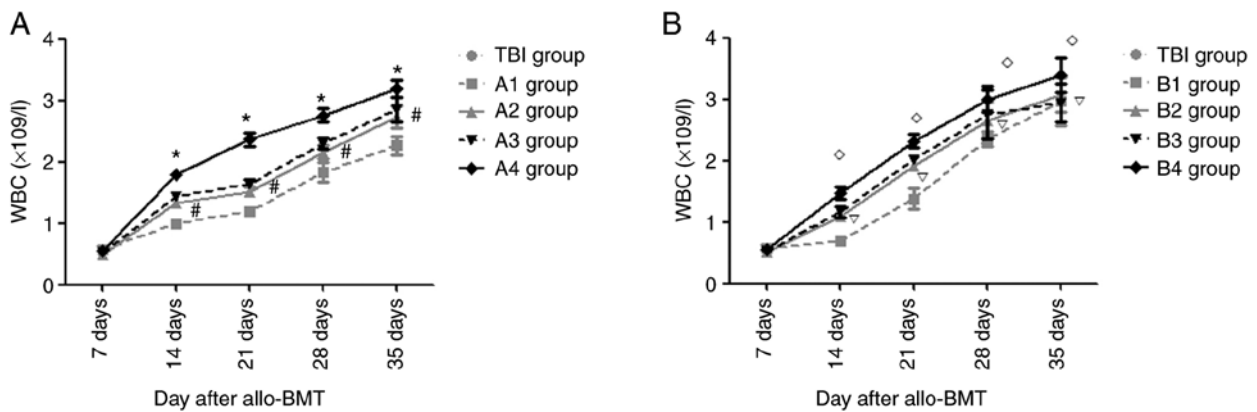 A
4
3
2
1
0
WBC (×109/l)
*
*
*
*
#
#
#
#
7 days
14 days
21 days
28 days
35 days
Day after allo-BMT
TBI group
A1 group
A2 group
A3 group
A4 group
B
4
3
2
1
0
WBC (×109/l)
7 days
14 days
21 days
28 days
35 days
Day after allo-BMT
TBI group
B1 group
B2 group
B3 group
B4 group